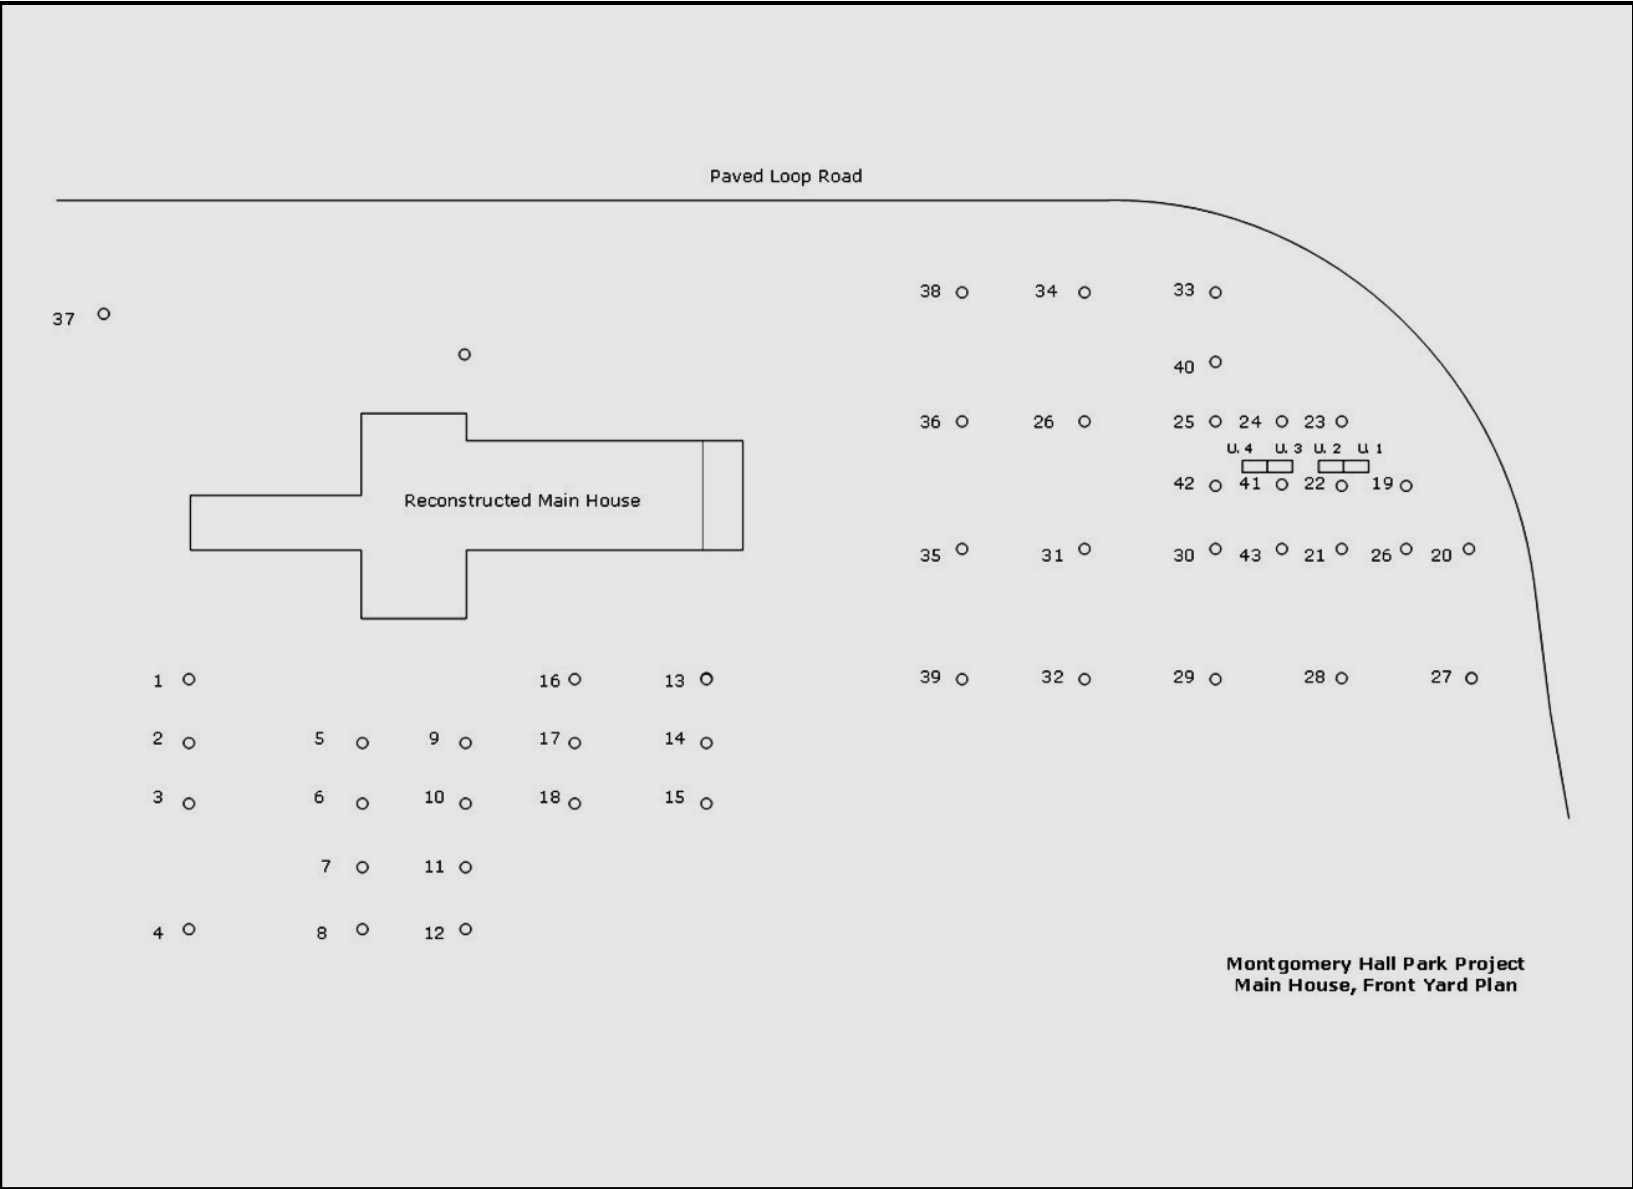 Paved Loop Road
38 34 33
37
40
36 26 25 24 23
U. 4 U. 3 U. 2 U. 1
Reconstructed Main House
42 41 22 19
35 31 30 43 21 26 20
1 16 13 39 32 29 28 27
2 5 9 17 14
3 6 10 18 15
7 11
4 8 12
Montgomery Hall Park Project
Main House, Front Yard Plan